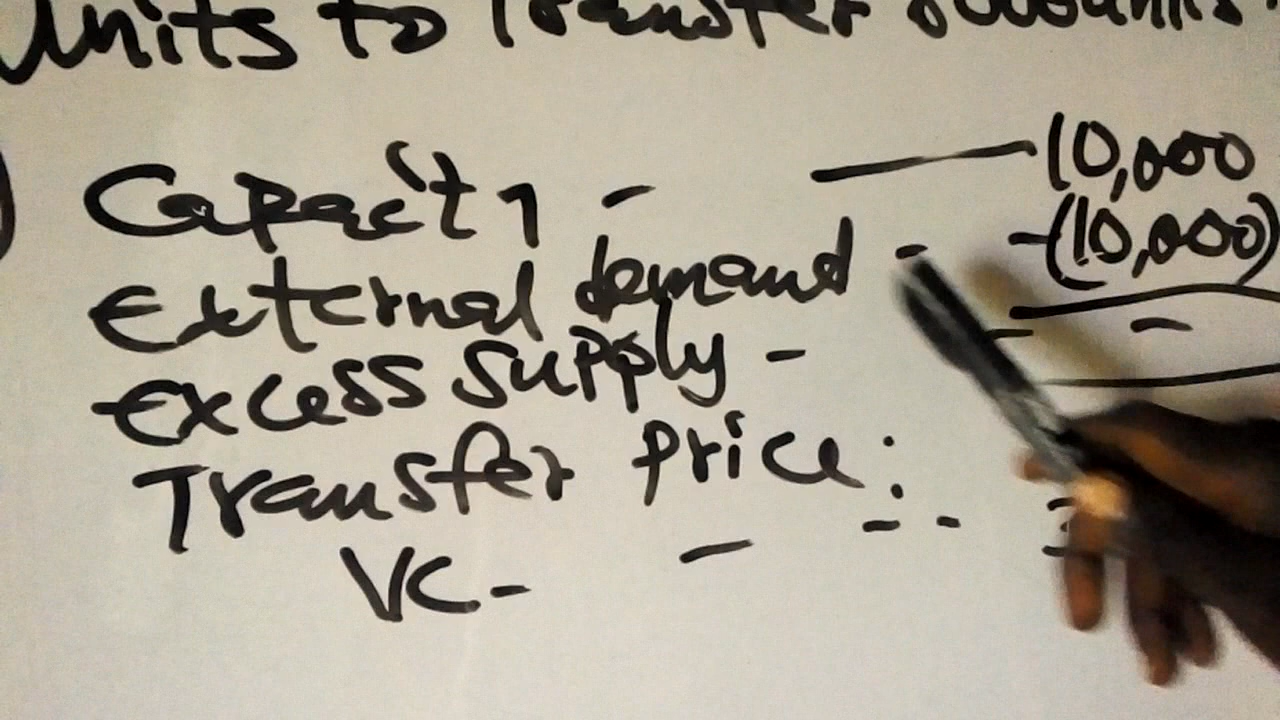 Units to Transfer
Capacity - — 10,000
External demand - -(10,000)
Excess supply - - -
Transfer price:
VC - -